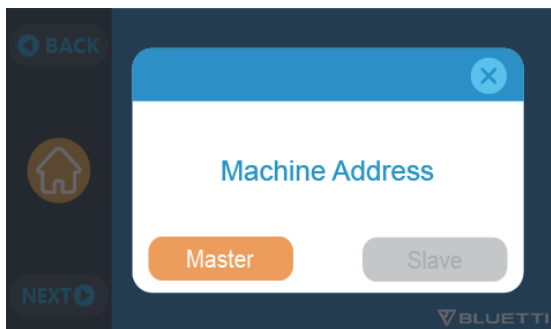 BACK
Machine Address
Master
Slave
NEXT
BLUETTI